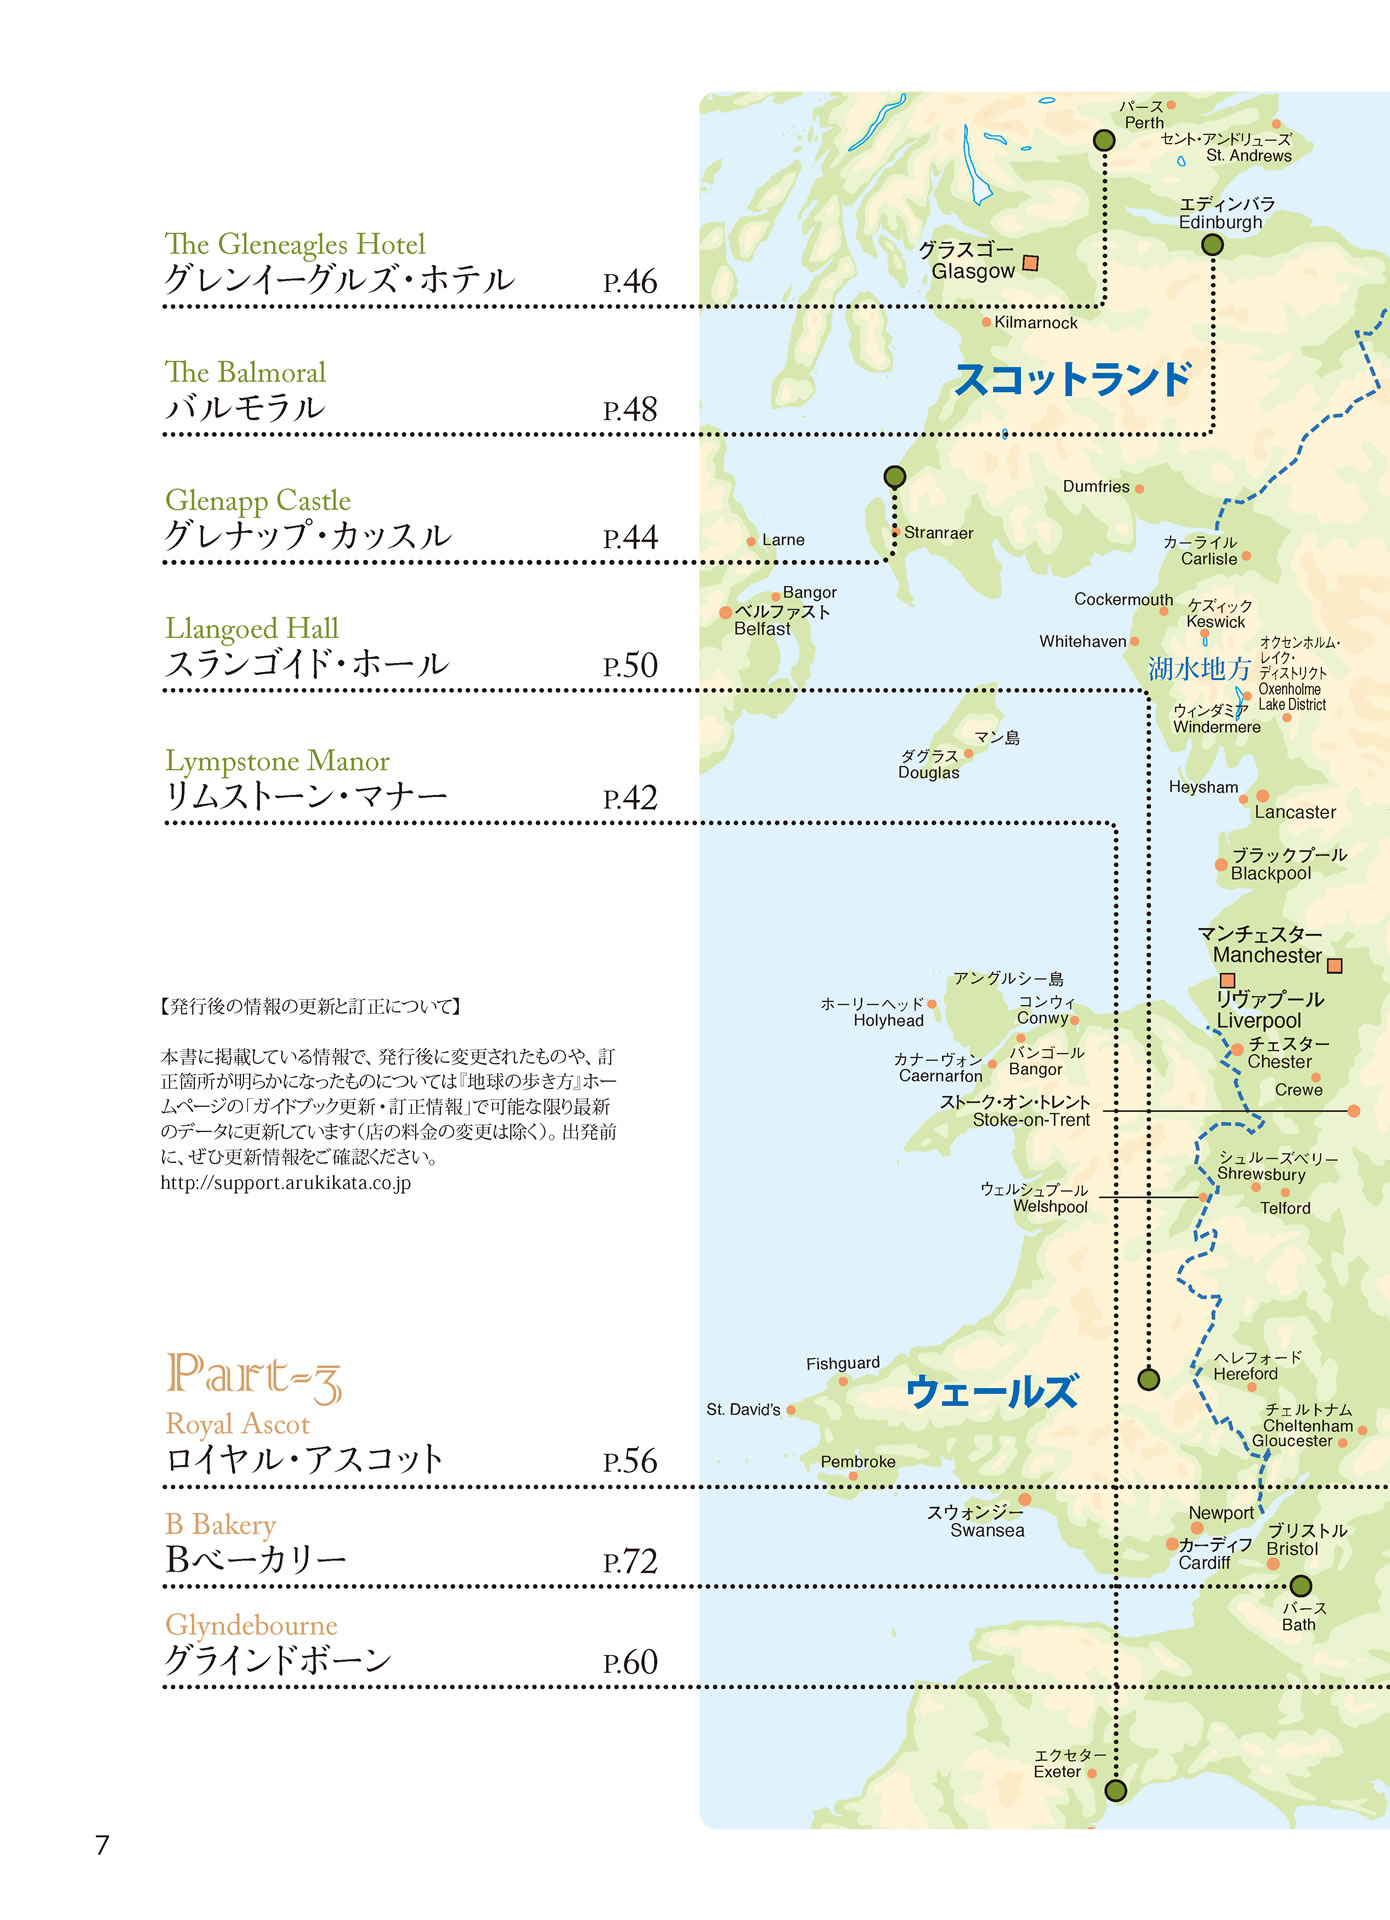 The Gleneagles Hotel
グレンイーグルズ・ホテル P.46
The Balmoral
バルモラル P.48
Glenapp Castle
グレナップ・カッスル P.44
Llangoed Hall
スランゴイド・ホール P.50
Lympstone Manor
リムストーン・マナー P.42
【発行後の情報の更新と訂正について】
本書に掲載している情報で、発行後に変更されたものや、訂
正箇所が明らかになったものについては『地球の歩き方』ホー
ムページの「ガイドブック更新・訂正情報」で可能な限り最新
のデータに更新しています（店の料金の変更は除く）。出発前
に、ぜひ更新情報をご確認ください。
http://support.arukikata.co.jp
Part-3
Royal Ascot
ロイヤル・アスコット P.56
B Bakery
Bベーカリー P.72
Glyndebourne
グラインドボーン P.60
7
パース
Perth
セント・アンドリューズ
St. Andrews
エディンバラ
Edinburgh
グラスゴー
Glasgow
Kilmarnock
スコットランド
Dumfries
Stranraer
Larne
カーライル
Carlisle
Bangor
ベルファスト
Belfast
Cockermouth
ケズィック
Keswick
Whitehaven
湖水地方
オクセンホルム・
レイク・
ディストリクト
Oxenholme
Lake District
ウィンダミア
Windermere
マン島
ダグラス
Douglas
Heysham
Lancaster
ブラックプール
Blackpool
マンチェスター
Manchester
リヴァプール
Liverpool
アングルシー島
ホーリーヘッド
Holyhead
コンウィ
Conwy
カナーヴォン
Caernarfon
バンゴール
Bangor
チェスター
Chester
Crewe
ストーク・オン・トレント
Stoke-on-Trent
シュルーズベリー
Shrewsbury
Telford
ウェルシュプール
Welshpool
Fishguard
St. David's
ウェールズ
ヘレフォード
Hereford
チェルトナム
Cheltenham
Gloucester
Pembroke
スウォンジー
Swansea
Newport
カーディフ
Cardiff
ブリストル
Bristol
バース
Bath
エクセター
Exeter